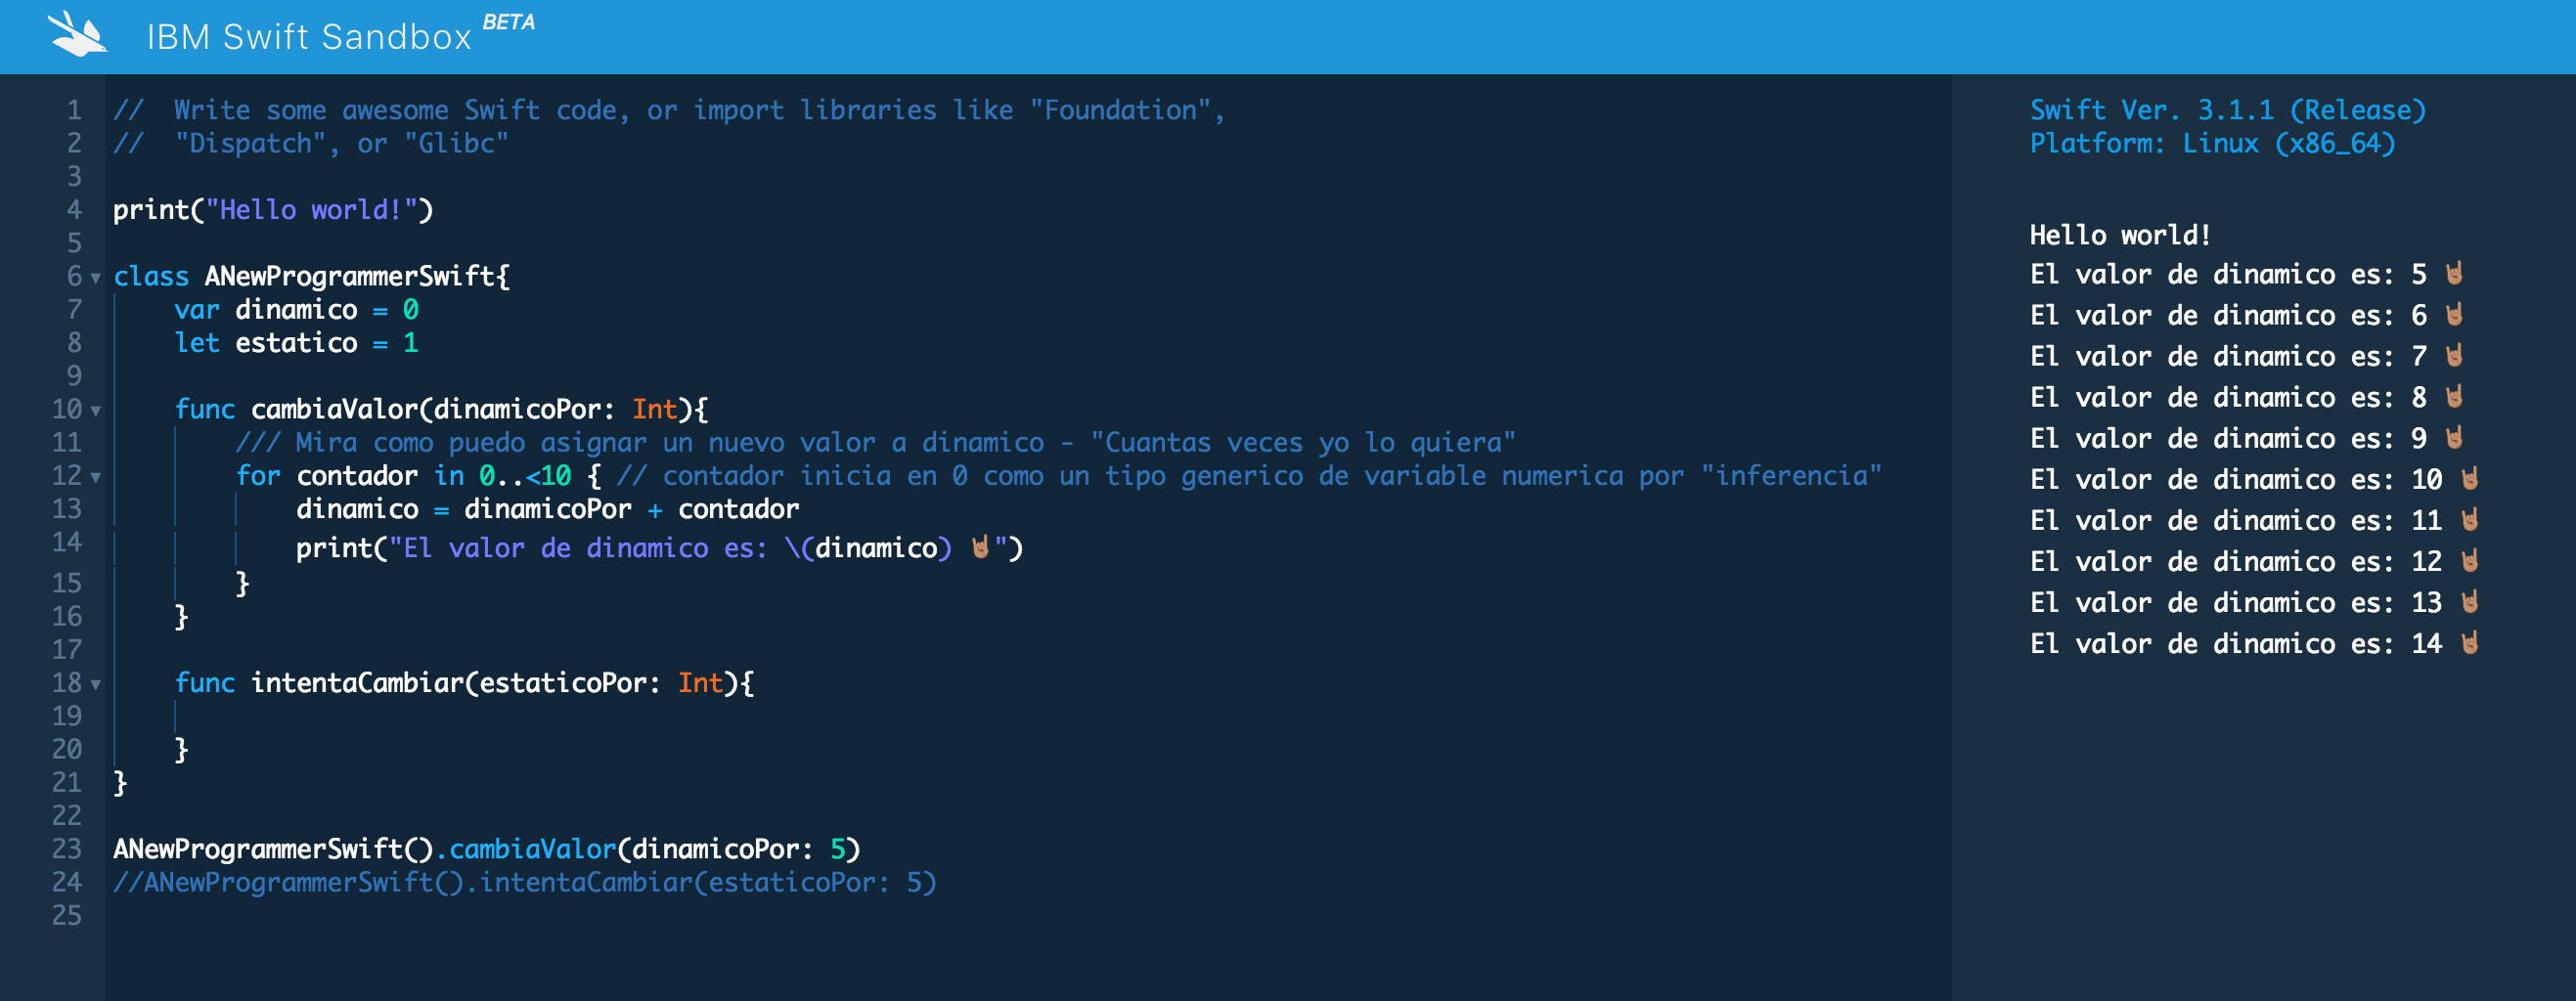 IBM Swift Sandbox BETA
1 //  Write some awesome Swift code, or import libraries like "Foundation",
2 //  "Dispatch", or "Glibc"
3
4 print("Hello world!")
5
6 class ANewProgrammerSwift{
7     var dinamico = 0
8     let estatico = 1
9
10     func cambiaValor(dinamicoPor: Int){
11         /// Mira como puedo asignar un nuevo valor a dinamico - "Cuantas veces yo lo quiera"
12         for contador in 0..<10 { // contador inicia en 0 como un tipo generico de variable numerica por "inferencia"
13             dinamico = dinamicoPor + contador
14             print("El valor de dinamico es: \(dinamico) 🤘🏽")
15         }
16     }
17
18     func intentaCambiar(estaticoPor: Int){
19
20     }
21 }
22
23 ANewProgrammerSwift().cambiaValor(dinamicoPor: 5)
24 //ANewProgrammerSwift().intentaCambiar(estaticoPor: 5)
25
Swift Ver. 3.1.1 (Release)
Platform: Linux (x86_64)
Hello world!
El valor de dinamico es: 5 🤘🏽
El valor de dinamico es: 6 🤘🏽
El valor de dinamico es: 7 🤘🏽
El valor de dinamico es: 8 🤘🏽
El valor de dinamico es: 9 🤘🏽
El valor de dinamico es: 10 🤘🏽
El valor de dinamico es: 11 🤘🏽
El valor de dinamico es: 12 🤘🏽
El valor de dinamico es: 13 🤘🏽
El valor de dinamico es: 14 🤘🏽